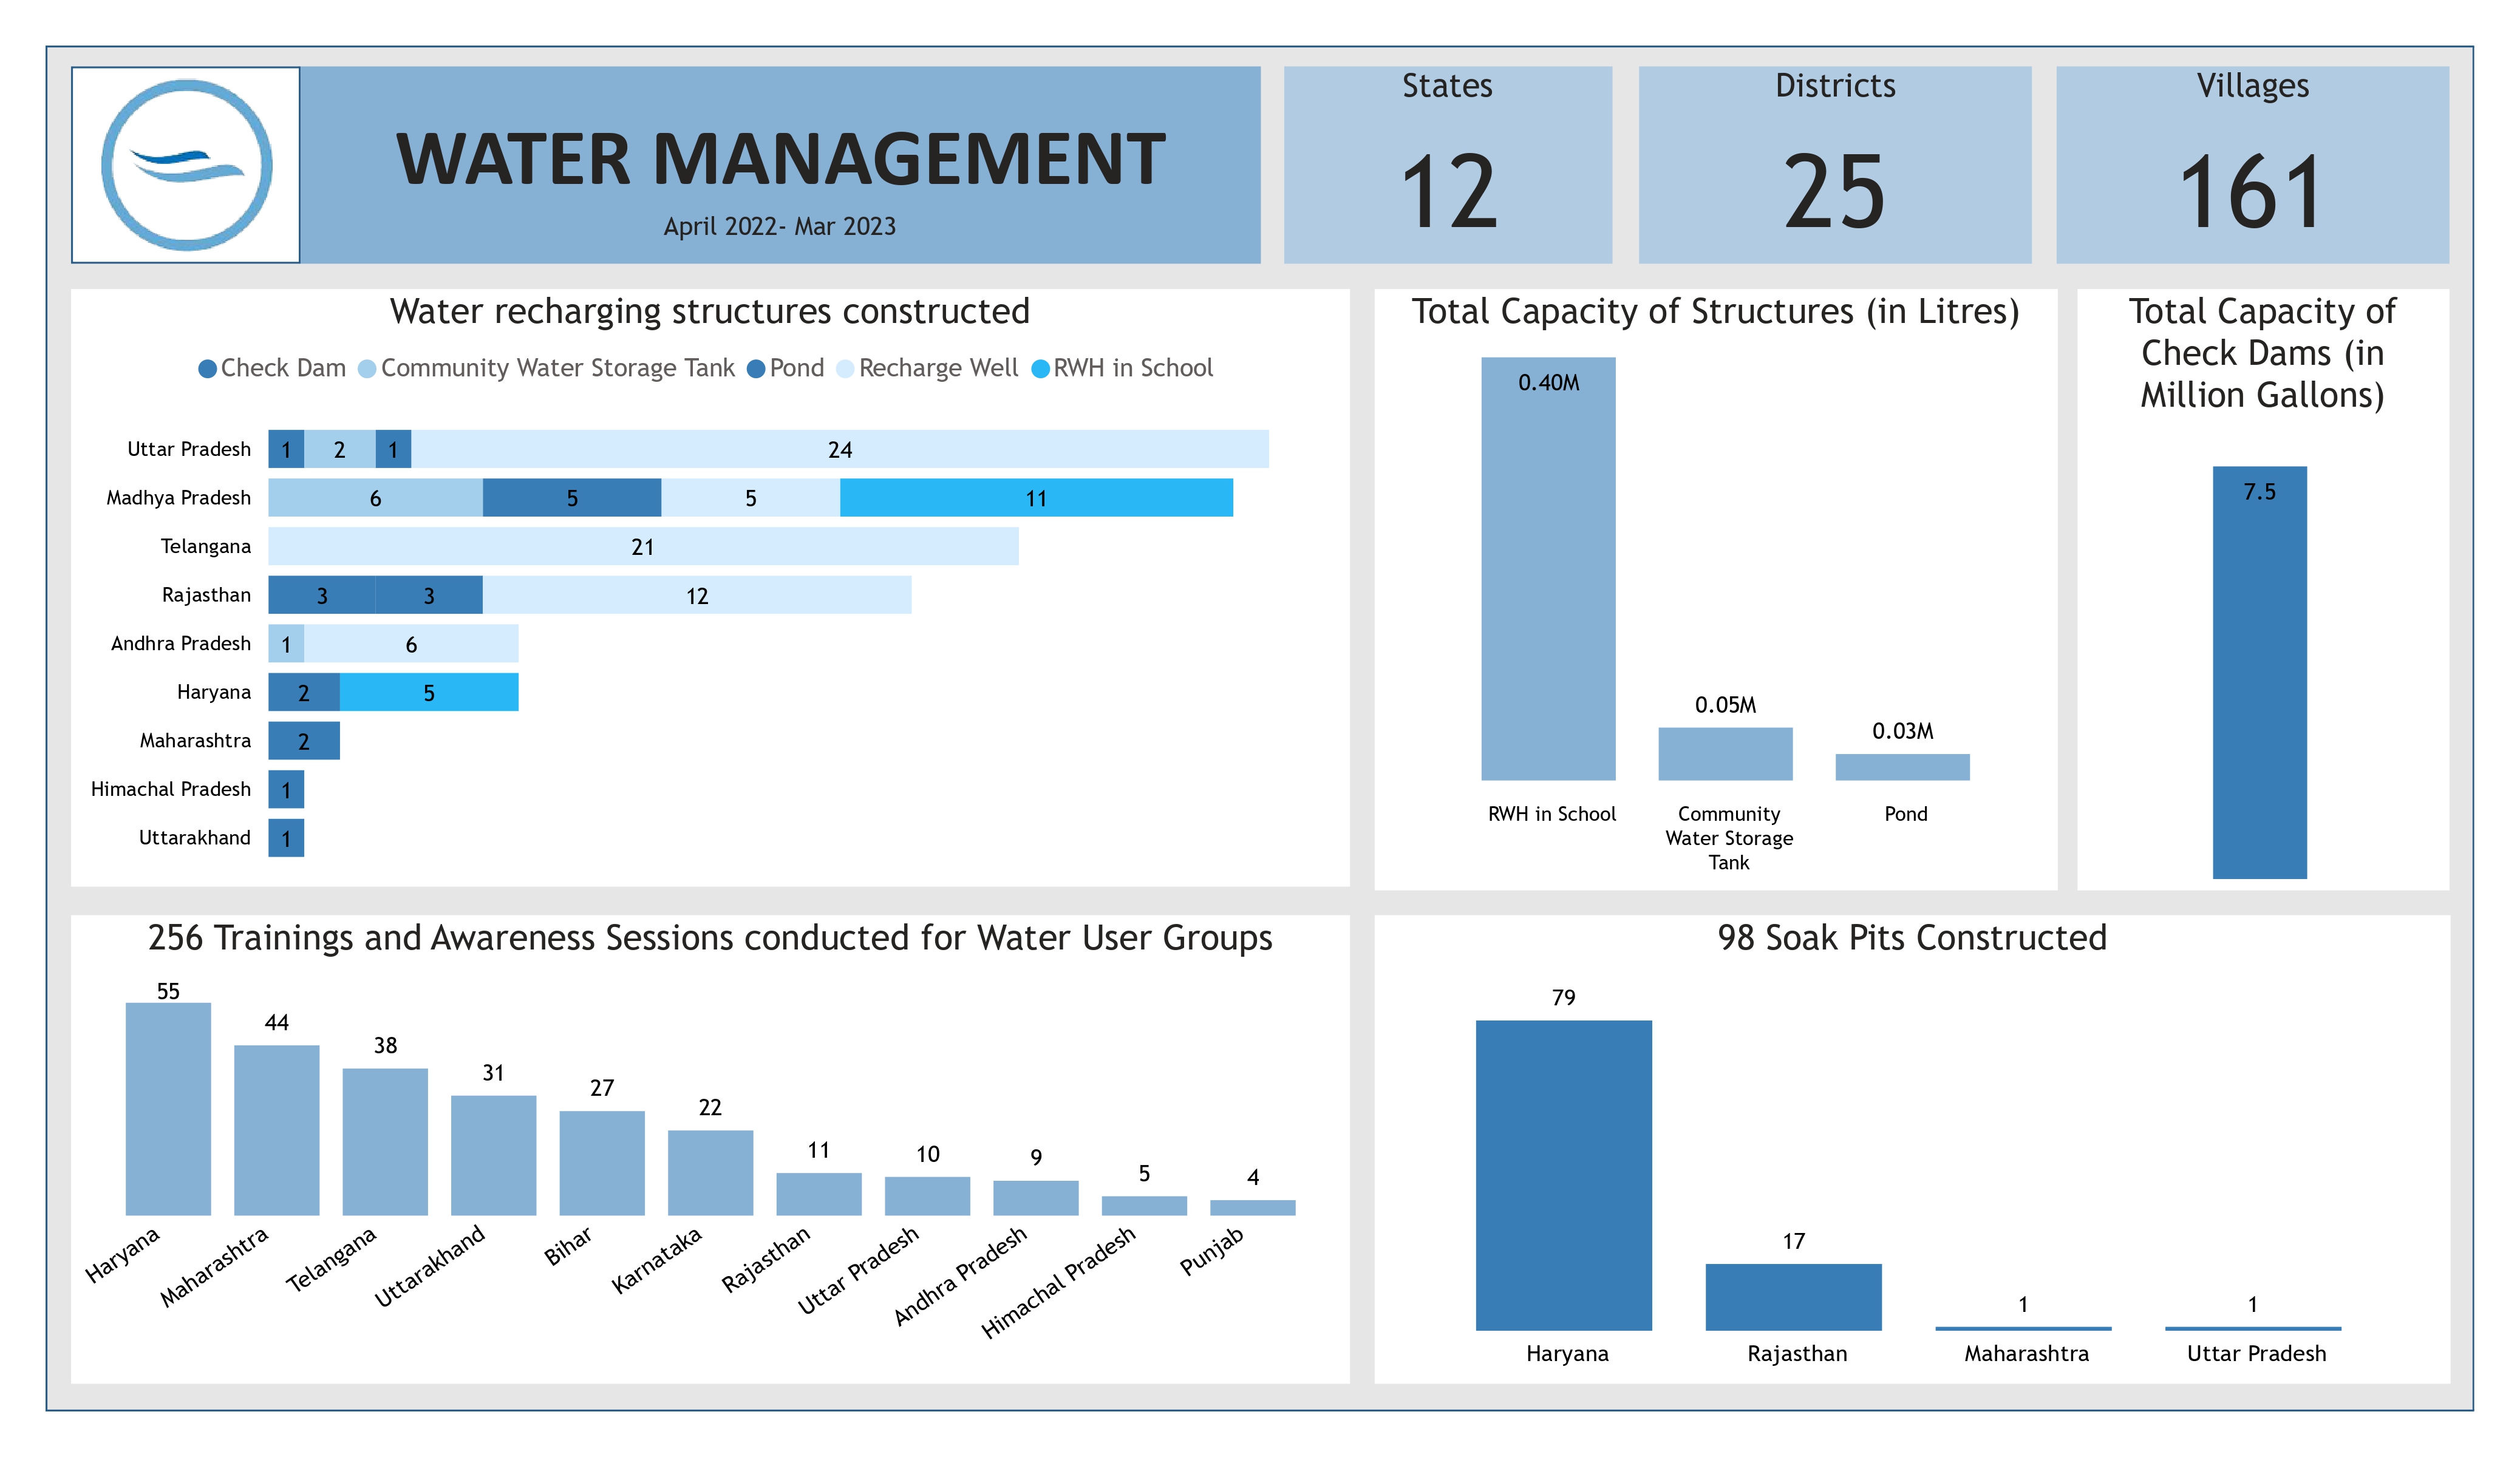 WATER MANAGEMENT
April 2022- Mar 2023
States
12
Districts
25
Villages
161
Water recharging structures constructed
Check Dam Community Water Storage Tank Pond Recharge Well RWH in School
Uttar Pradesh 1 2 1 24
Madhya Pradesh 6 5 5 11
Telangana 21
Rajasthan 3 3 12
Andhra Pradesh 1 6
Haryana 2 5
Maharashtra 2
Himachal Pradesh 1
Uttarakhand 1
Total Capacity of Structures (in Litres)
0.40M
0.05M
0.03M
RWH in School
Community
Water Storage
Tank
Pond
Total Capacity of
Check Dams (in
Million Gallons)
7.5
256 Trainings and Awareness Sessions conducted for Water User Groups
55
44
38
31
27
22
11
10
9
5
4
Haryana
Maharashtra
Telangana
Uttarakhand
Bihar
Karnataka
Rajasthan
Uttar Pradesh
Andhra Pradesh
Himachal Pradesh
Punjab
98 Soak Pits Constructed
79
17
1
1
Haryana
Rajasthan
Maharashtra
Uttar Pradesh